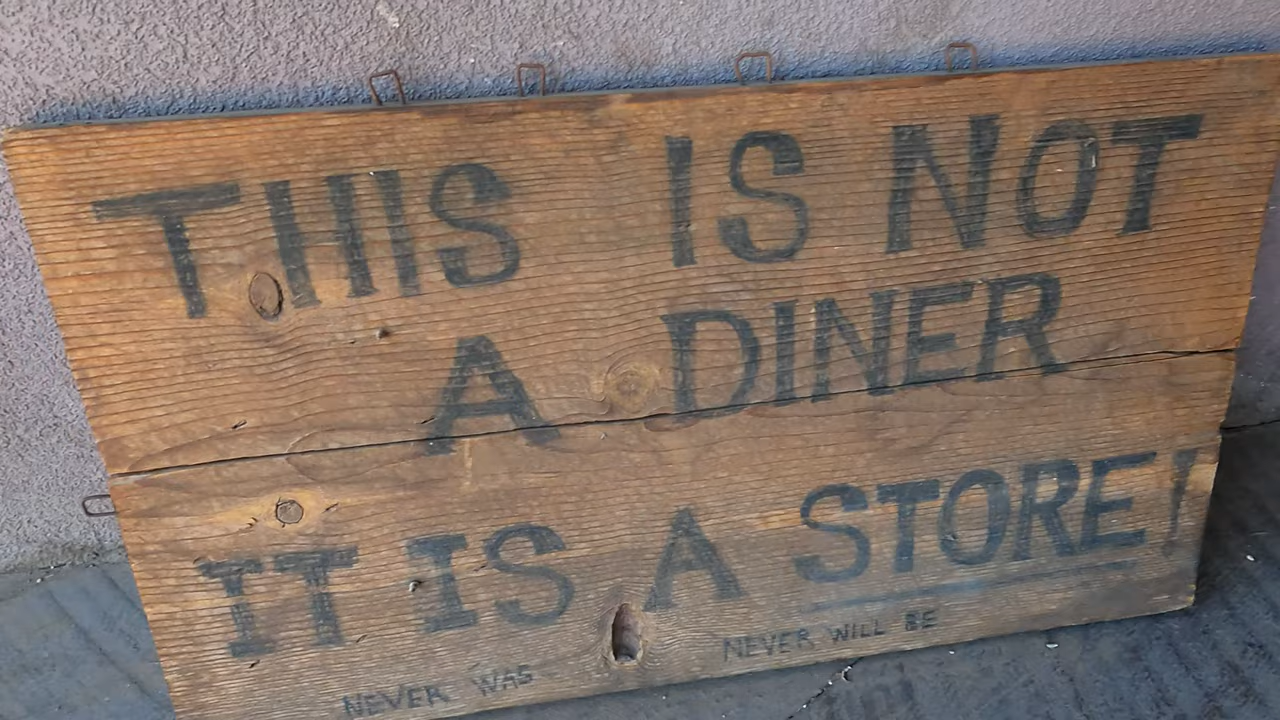 THIS IS NOT
A DINER
IT IS A STORE!
NEVER WAS NEVER WILL BE